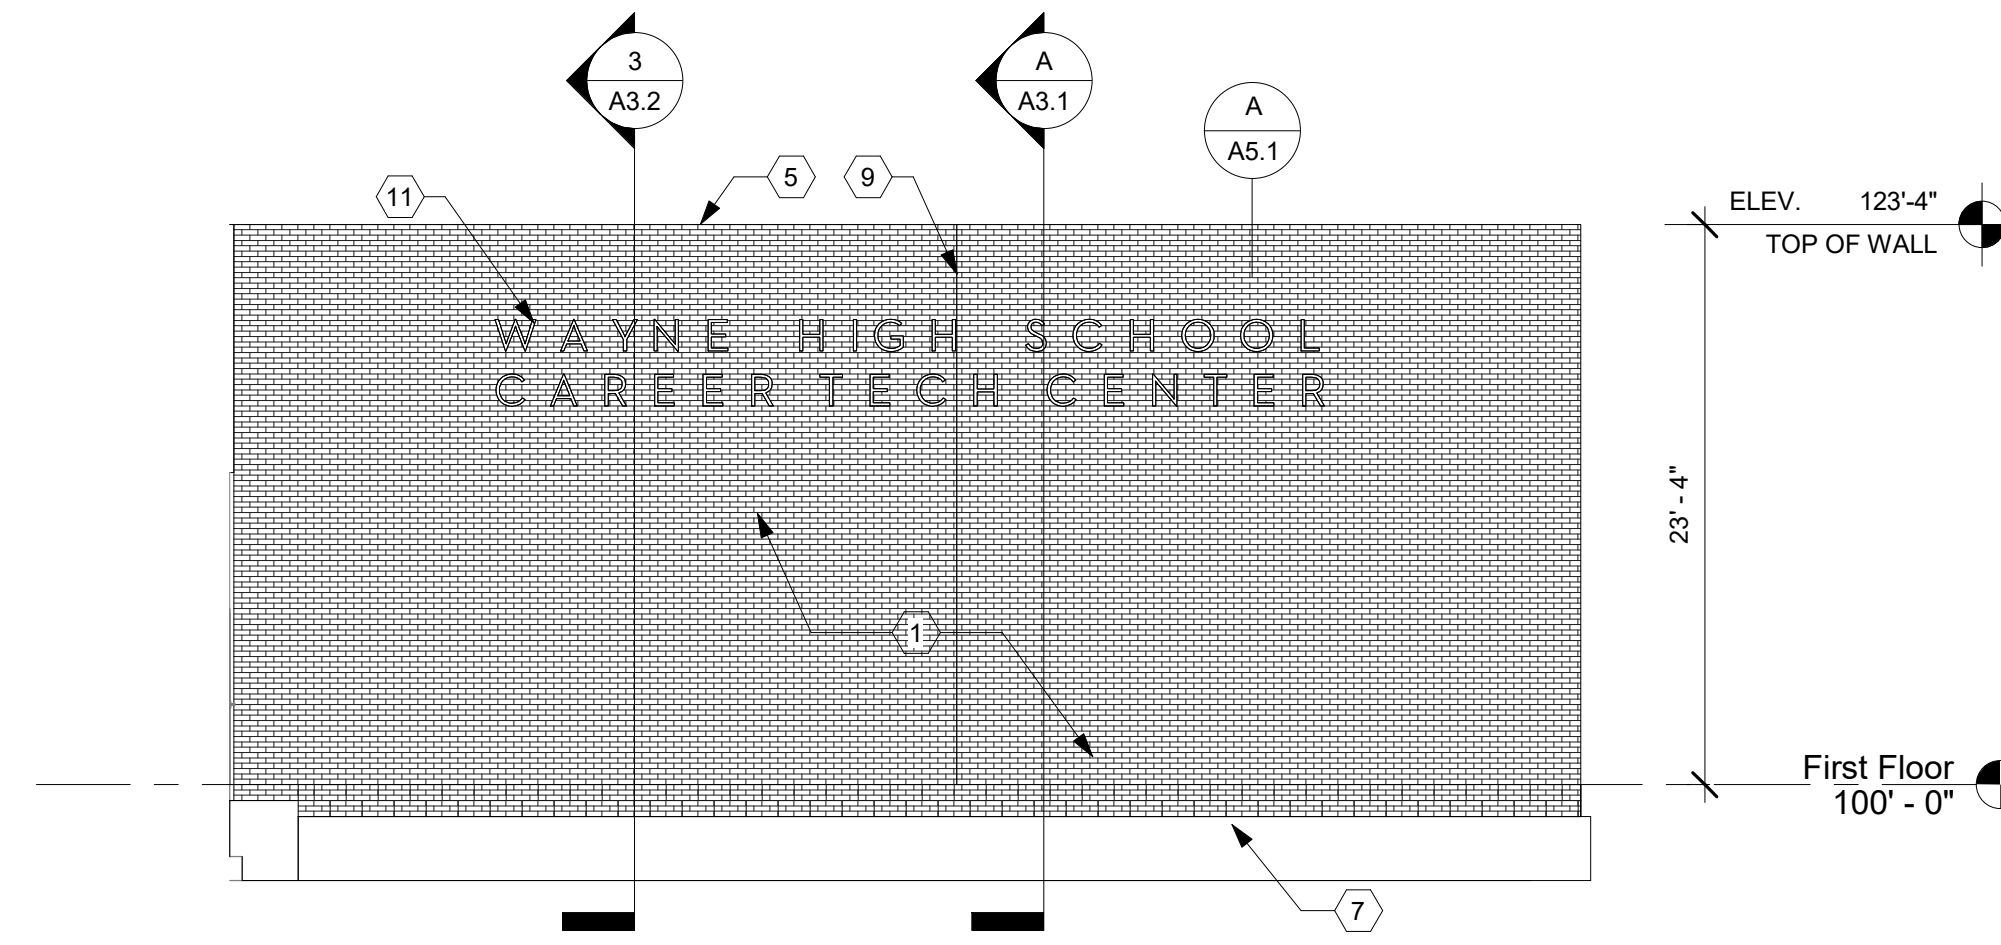 3
A3.2
A
A3.1
A
A5.1
5
9
11
ELEV. 123'-4"
TOP OF WALL
WAYNE HIGH SCHOOL
CAREER TECH CENTER
23' - 4"
1
First Floor
100' - 0"
7